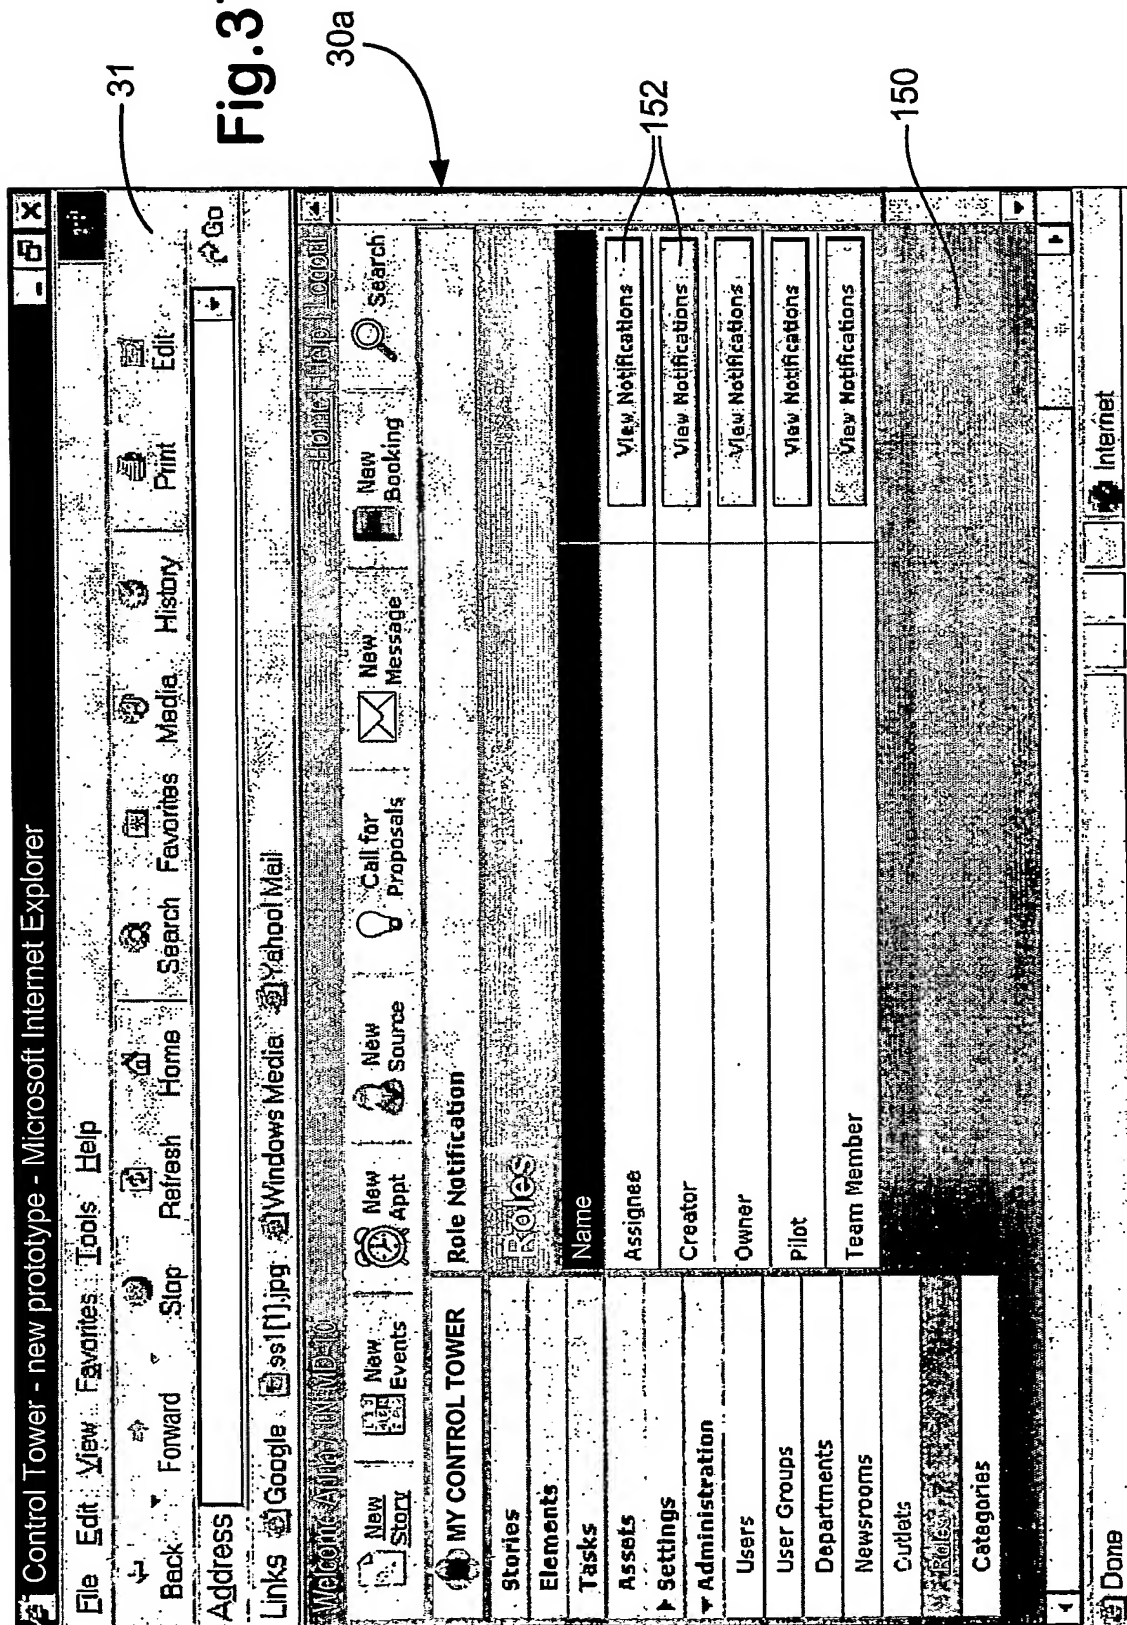 Control Tower - new prototype - Microsoft Internet Explorer
File Edit View Favorites Tools Help
Back Forward Stop Refresh Home Search Favorites Media History Print Edit
Address Go
Links Google ss1[1].jpg Windows Media Yahoo! Mail
Home | Help | Logout
New Story
New Events
New Appt
New Source
Call for Proposals
New Message
New Booking
Search
MY CONTROL TOWER
Stories
Elements
Tasks
Assets
Settings
Administration
Users
User Groups
Departments
Newsrooms
Outlets
Roles
Categories
Role Notification
Roles
Name
Assignee View Notifications
Creator View Notifications
Owner View Notifications
Pilot View Notifications
Team Member View Notifications
Done Internet
31
30a
152
150